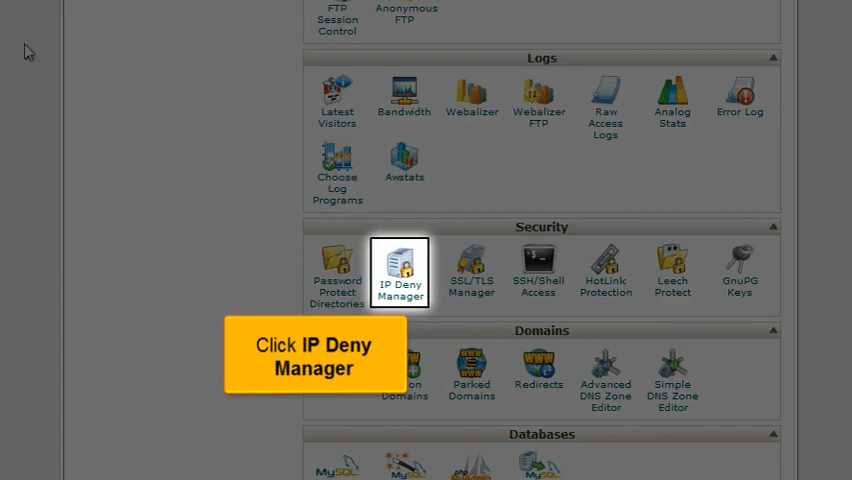 FTP
Session
Control
Anonymous
FTP
Logs
Latest
Visitors
Bandwidth
Webalizer
Webalizer
FTP
Raw
Access
Logs
Analog
Stats
Error Log
Choose
Log
Programs
Awstats
Security
Password
Protect
Directories
IP Deny
Manager
SSL/TLS
Manager
SSH/Shell
Access
HotLink
Protection
Leech
Protect
GnuPG
Keys
Click IP Deny
Manager
Domains
Domains
Parked
Domains
Redirects
Advanced
DNS Zone
Editor
Simple
DNS Zone
Editor
Databases
MySQL
MySQL
MySQL